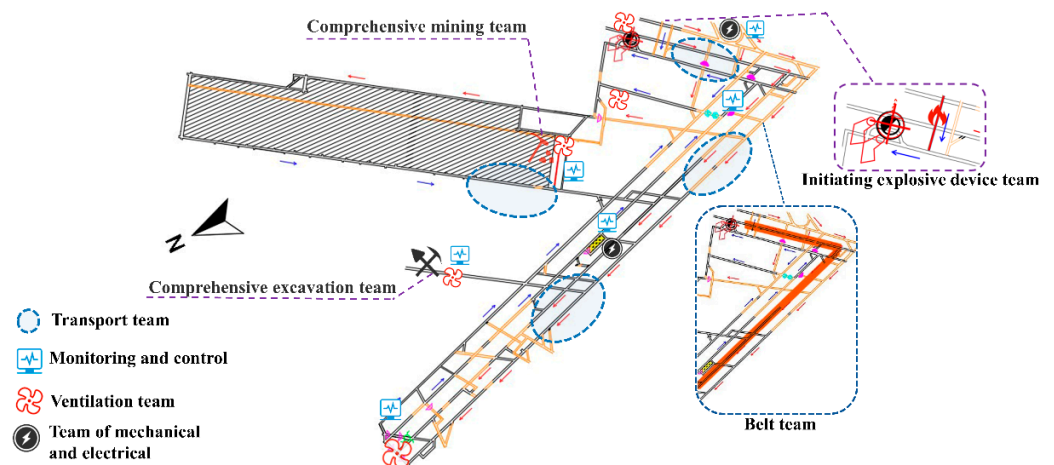 Comprehensive mining team
Initiating explosive device team
N
Comprehensive excavation team
Transport team
Monitoring and control
Ventilation team
Team of mechanical
and electrical
Belt team